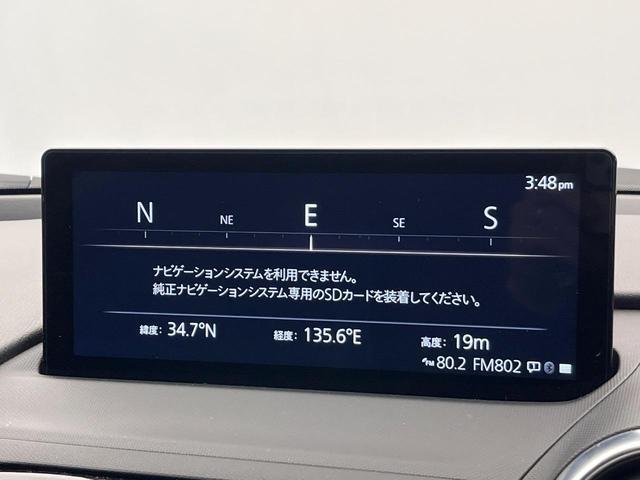 3:48pm
N NE E SE S
ナビゲーションシステムを利用できません。
純正ナビゲーションシステム専用のSDカードを装着してください。
緯度: 34.7°N 経度: 135.6°E 高度: 19m
FM 80.2 FM802